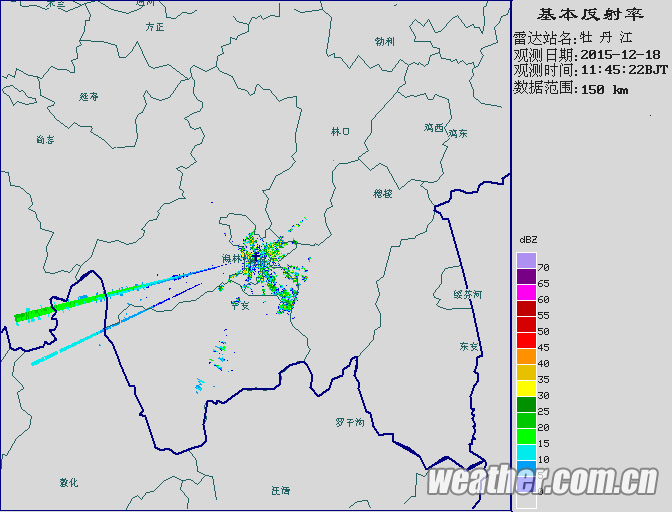 基本反射率
雷达站名: 牡丹江
观测日期: 2015-12-18
观测时间: 11:45:22BJT
数据范围: 150 km
方正
勃利
延寿
尚志
林口
鸡西
鸡东
穆棱
海林
宁安
绥芬河
东安
罗子沟
敦化
汪清
dBZ
70
65
60
55
50
45
40
35
30
25
20
15
10
5
0
weather.com.cn